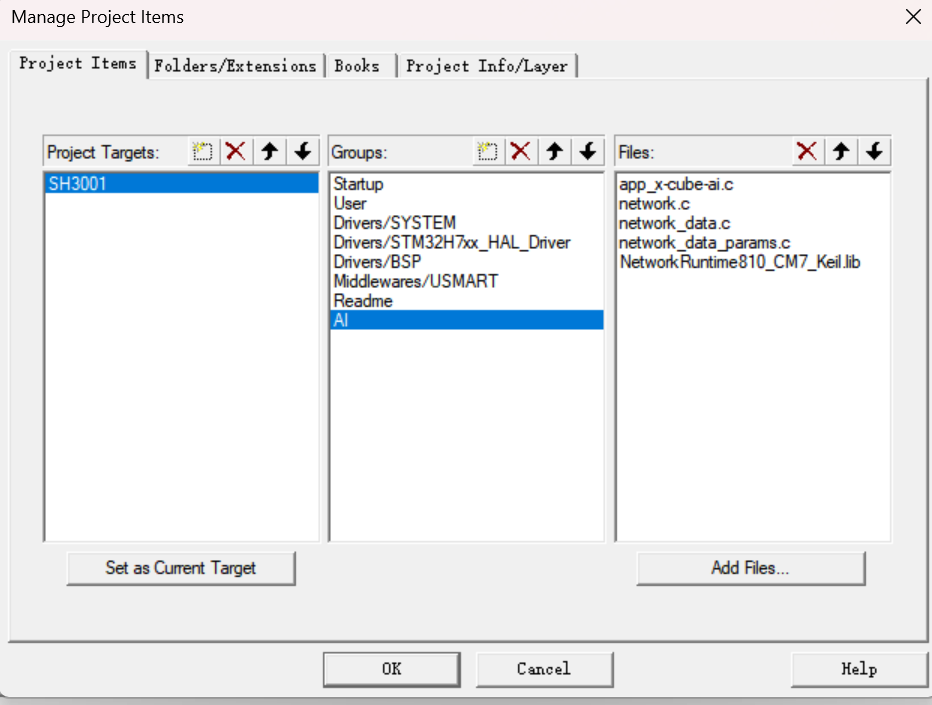 Manage Project Items
Project Items Folders/Extensions Books Project Info/Layer
Project Targets:
SH3001
Set as Current Target
Groups:
Startup
User
Drivers/SYSTEM
Drivers/STM32H7xx_HAL_Driver
Drivers/BSP
Middlewares/USMART
Readme
AI
Files:
app_x-cube-ai.c
network.c
network_data.c
network_data_params.c
NetworkRuntime810_CM7_Keil.lib
Add Files...
OK Cancel Help